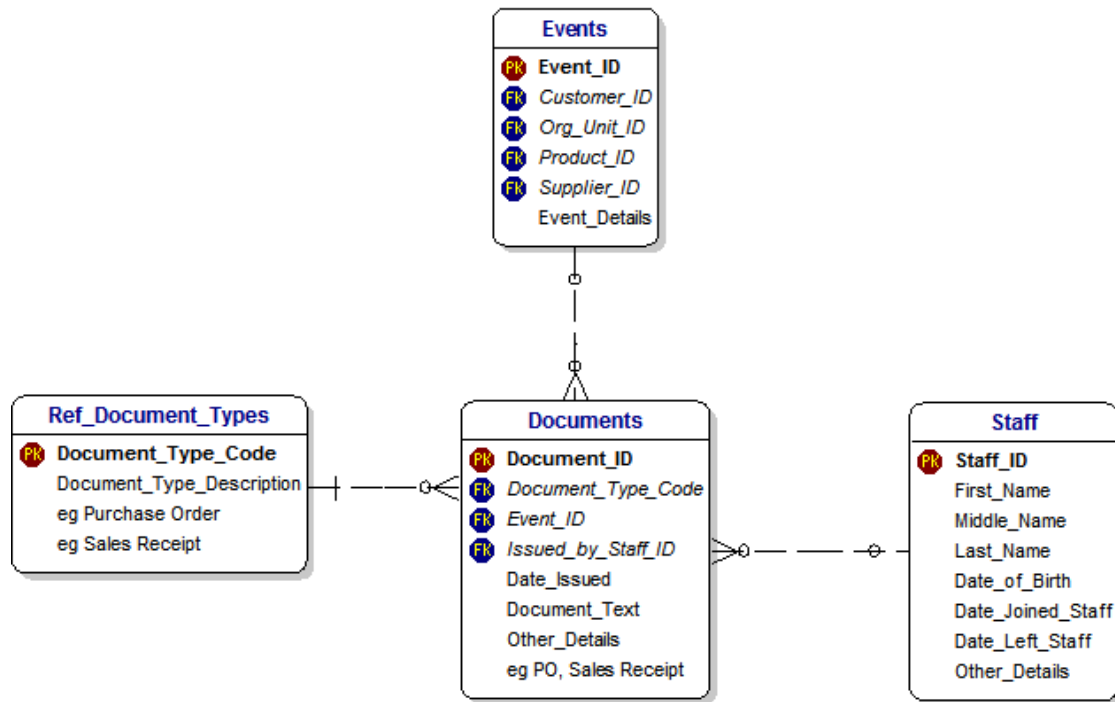 Events
PK Event_ID
FK Customer_ID
FK Org_Unit_ID
FK Product_ID
FK Supplier_ID
Event_Details
Ref_Document_Types
PK Document_Type_Code
Document_Type_Description
eg Purchase Order
eg Sales Receipt
Documents
PK Document_ID
FK Document_Type_Code
FK Event_ID
FK Issued_by_Staff_ID
Date_Issued
Document_Text
Other_Details
eg PO, Sales Receipt
Staff
PK Staff_ID
First_Name
Middle_Name
Last_Name
Date_of_Birth
Date_Joined_Staff
Date_Left_Staff
Other_Details